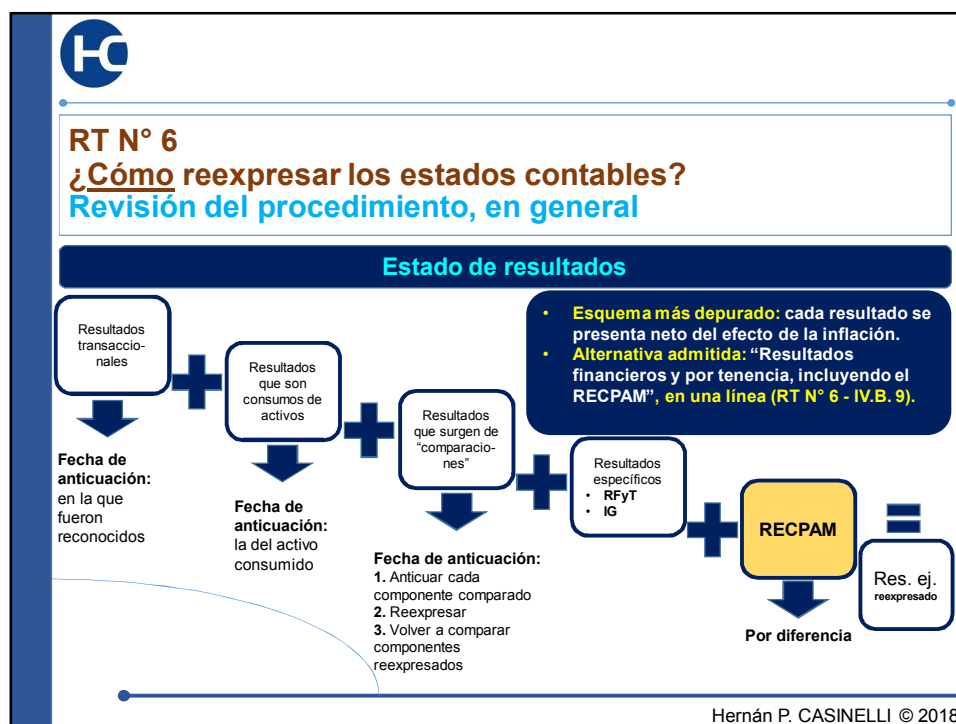 HC
RT N° 6
¿Cómo reexpresar los estados contables?
Revisión del procedimiento, en general
Estado de resultados
Resultados
transaccio-
nales
Fecha de
anticuación:
en la que
fueron
reconocidos
Resultados
que son
consumos de
activos
Fecha de
anticuación:
la del activo
consumido
Resultados
que surgen de
“comparacio-
nes”
Fecha de anticuación:
1. Anticuar cada
componente comparado
2. Reexpresar
3. Volver a comparar
componentes
reexpresados
• Esquema más depurado: cada resultado se
presenta neto del efecto de la inflación.
• Alternativa admitida: “Resultados
financieros y por tenencia, incluyendo el
RECPAM”, en una línea (RT N° 6 - IV.B. 9).
Resultados
específicos
• RFyT
• IG
RECPAM
Por diferencia
Res. ej.
reexpresado
Hernán P. CASINELLI © 2018